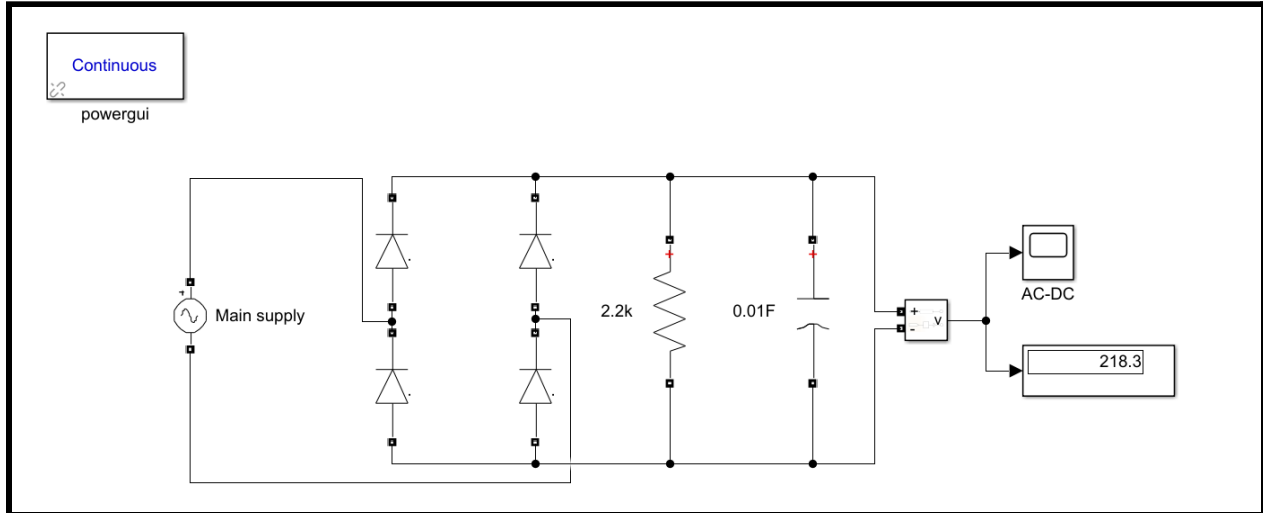 Continuous
powergui
Main supply
2.2k
0.01F
+
-
v
AC-DC
218.3